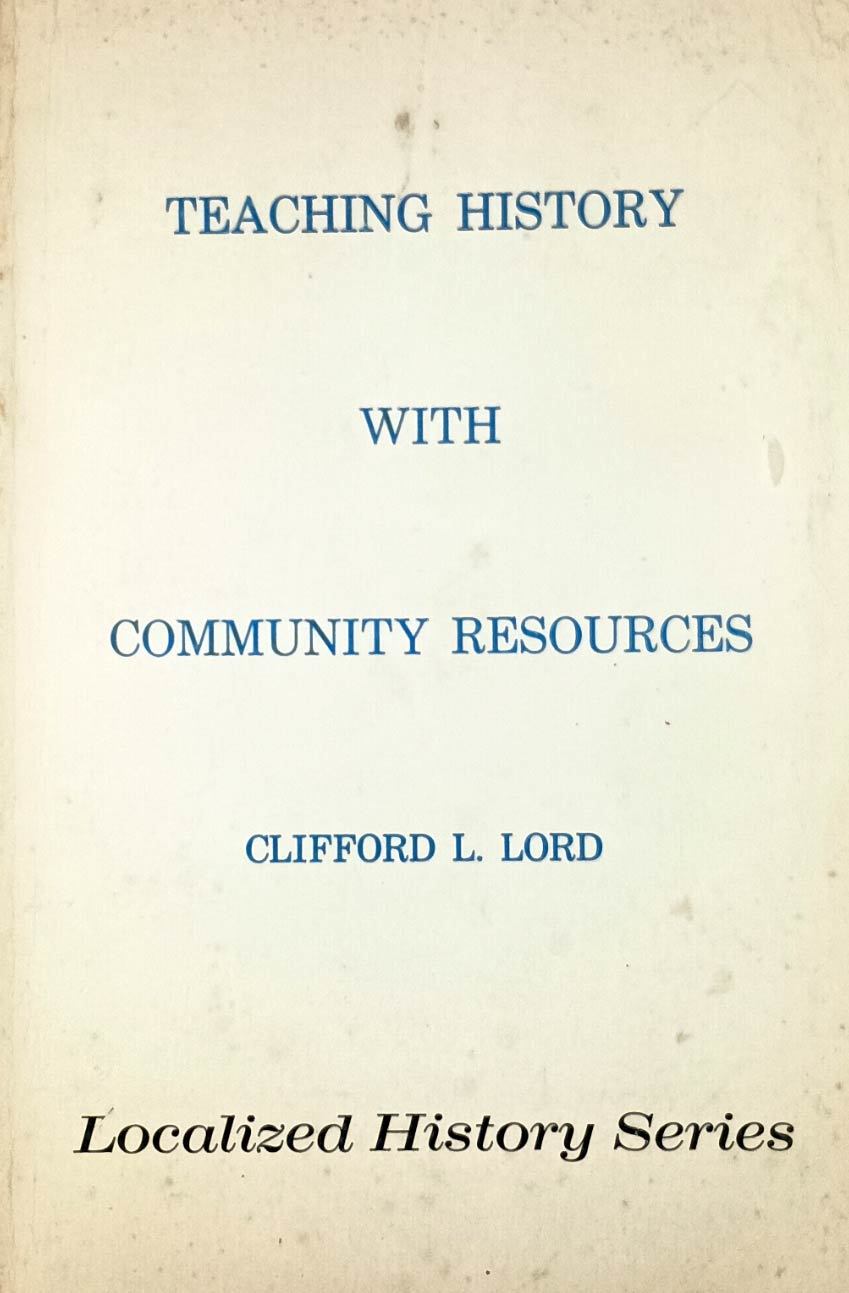 TEACHING HISTORY
WITH
COMMUNITY RESOURCES
CLIFFORD L. LORD
Localized History Series